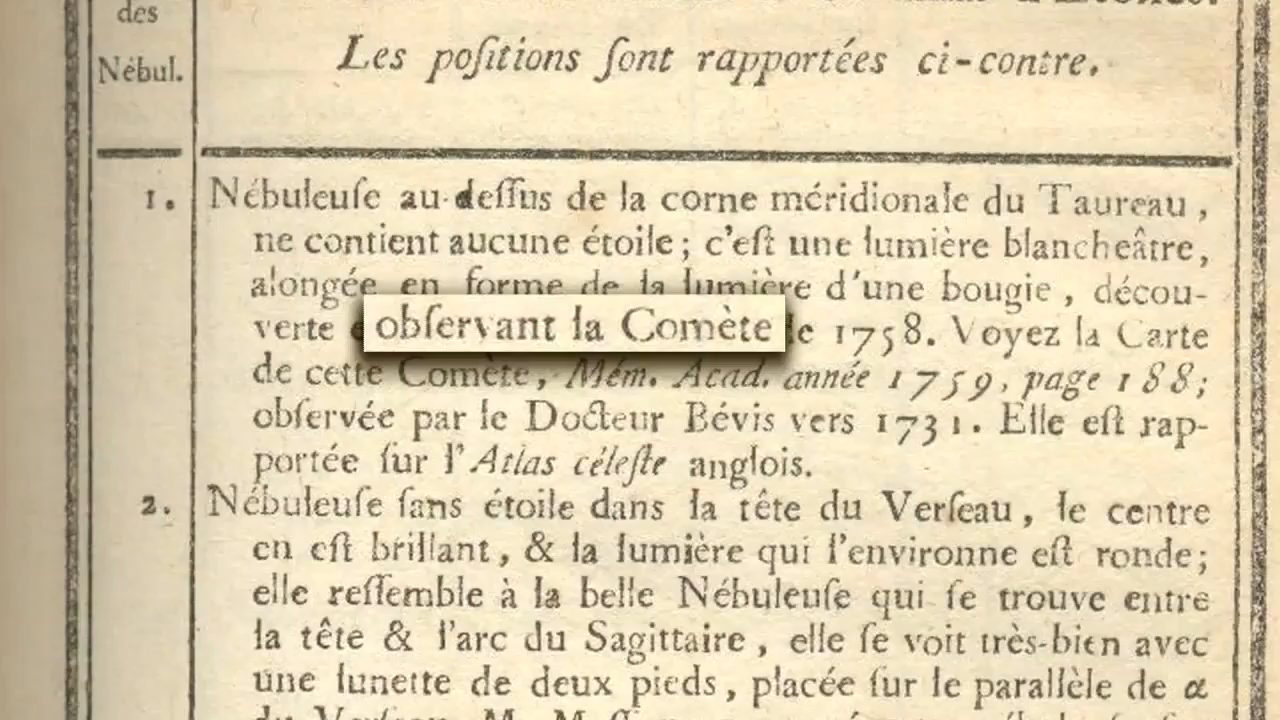 des
Nébul.
Les poſitions ſont rapportées ci-contre.
1. Nébuleuſe au-deſſus de la corne méridionale du Taureau,
ne contient aucune étoile; c'eſt une lumière blancheâtre,
alongée en forme de la lumière d'une bougie, décou-
verte obſervant la Comète de 1758. Voyez la Carte
de cette Comète, Mém. Acad. année 1759, page 188;
obſervée par le Docteur Bévis vers 1731. Elle eſt rap-
portée ſur l'Atlas céleſte anglois.
2. Nébuleuſe ſans étoile dans la tête du Verſeau, le centre
en eſt brillant, & la lumière qui l'environne eſt ronde;
elle reſſemble à la belle Nébuleuſe qui ſe trouve entre
la tête & l'arc du Sagittaire, elle ſe voit très-bien avec
une lunette de deux pieds, placée ſur le parallèle de α